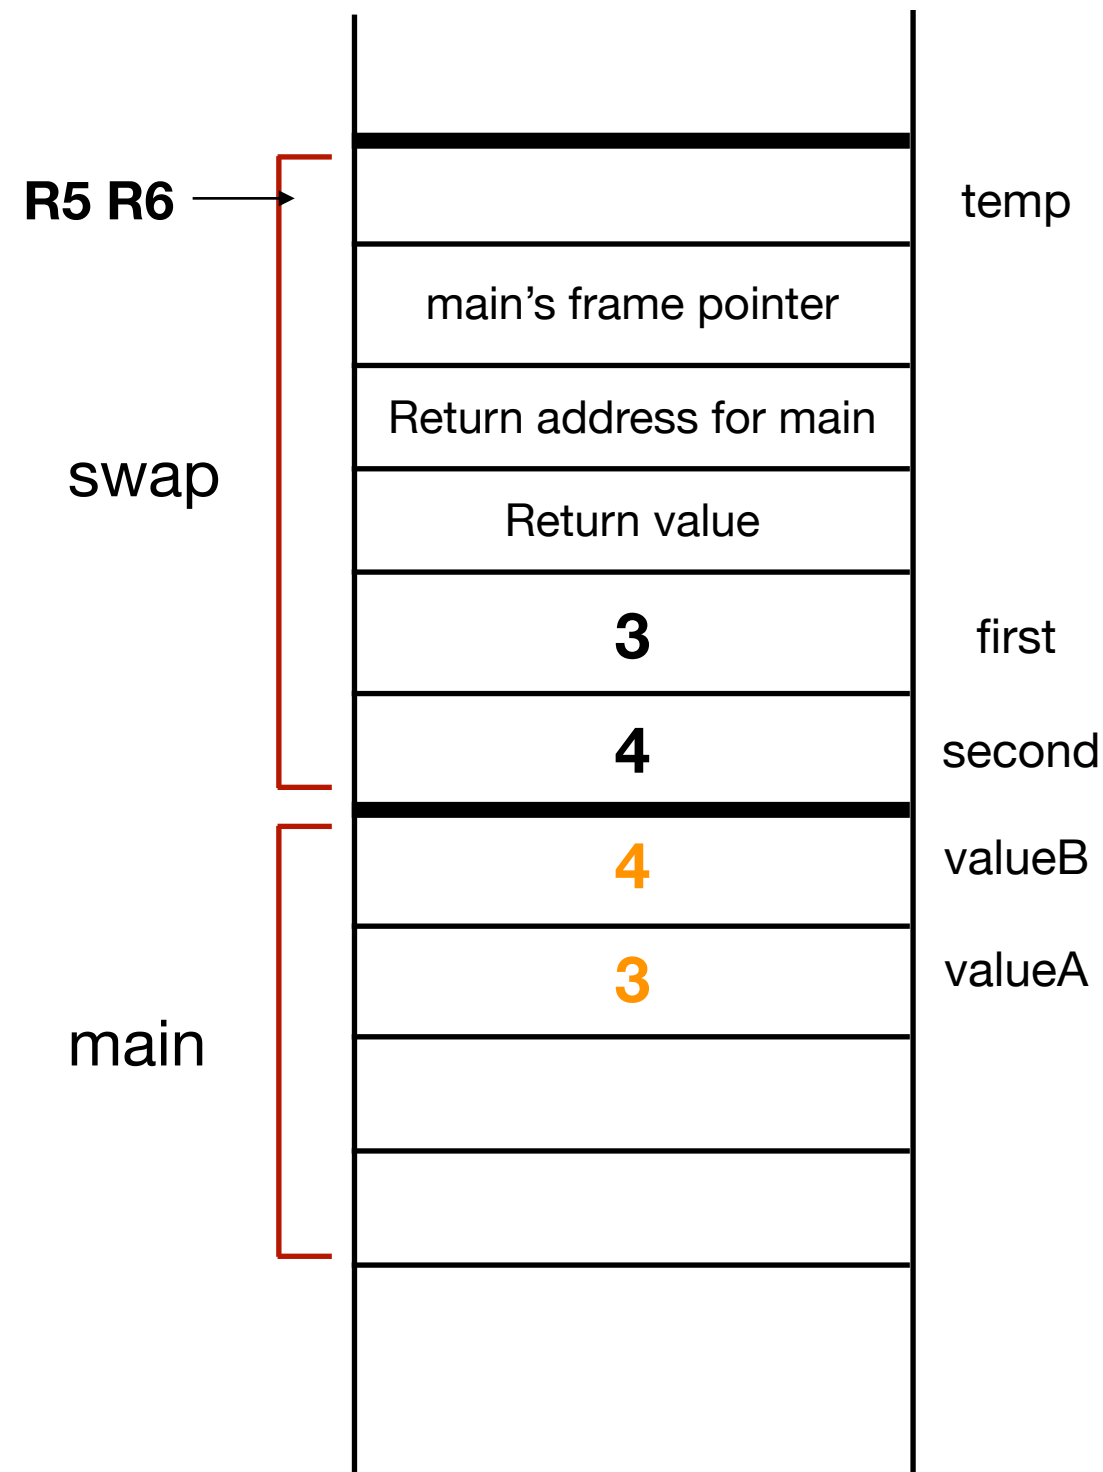 R5 R6
temp
main’s frame pointer
Return address for main
swap
Return value
3
first
4
second
4
valueB
3
valueA
main